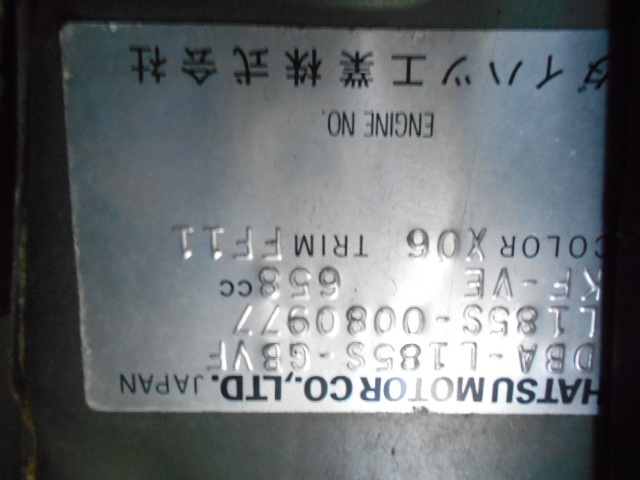 HATSU MOTOR CO.,LTD. JAPAN
DBA-L185S-GBVF
L185S-0080977
KF-VE 658cc
COLOR X06 TRIM FF11
ENGINE NO.
ダイハツ工業株式会社